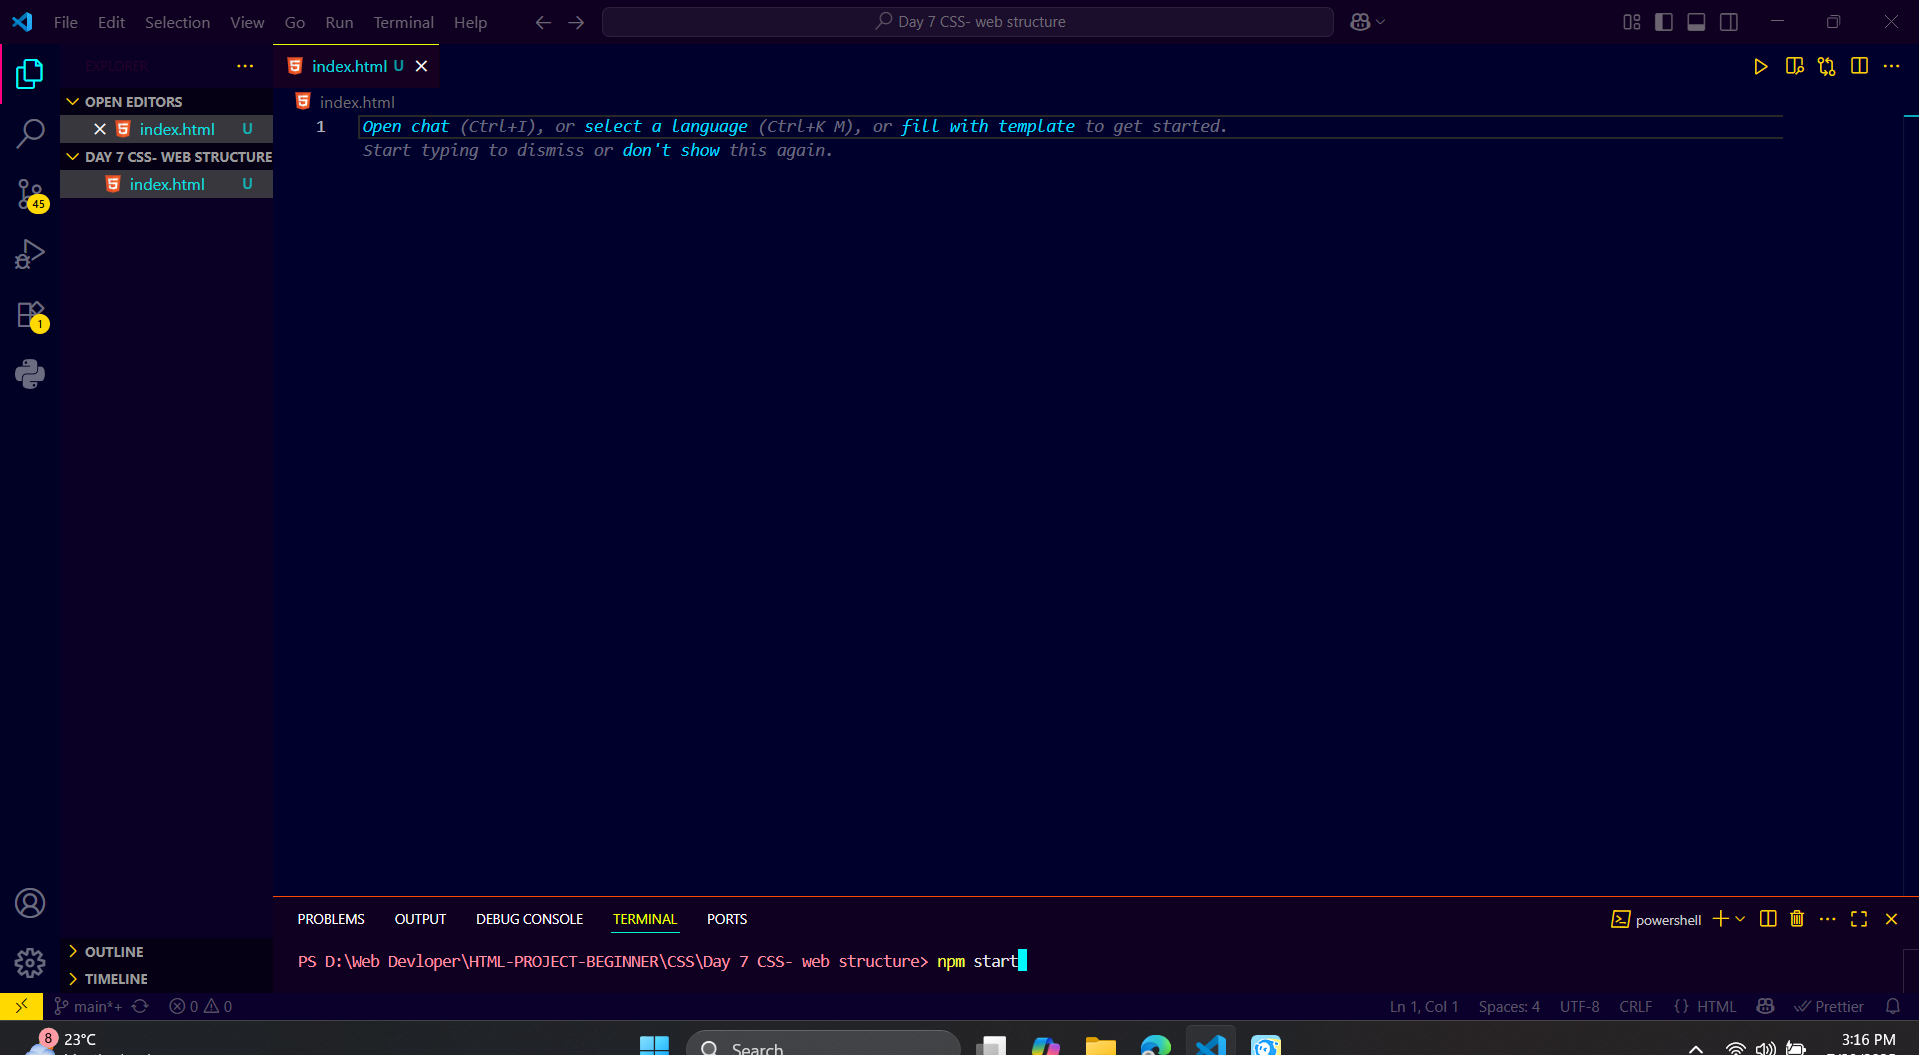 File Edit Selection View Go Run Terminal Help
Day 7 CSS- web structure
EXPLORER
index.html U
OPEN EDITORS
index.html U
DAY 7 CSS- WEB STRUCTURE
index.html U
index.html
1 Open chat (Ctrl+I), or select a language (Ctrl+K M), or fill with template to get started.
Start typing to dismiss or don't show this again.
45
1
OUTLINE
TIMELINE
PROBLEMS OUTPUT DEBUG CONSOLE TERMINAL PORTS
powershell
PS D:\Web Devloper\HTML-PROJECT-BEGINNER\CSS\Day 7 CSS- web structure> npm start
main*+ 0 0
Ln 1, Col 1 Spaces: 4 UTF-8 CRLF {} HTML Prettier
8 23°C
Search
3:16 PM